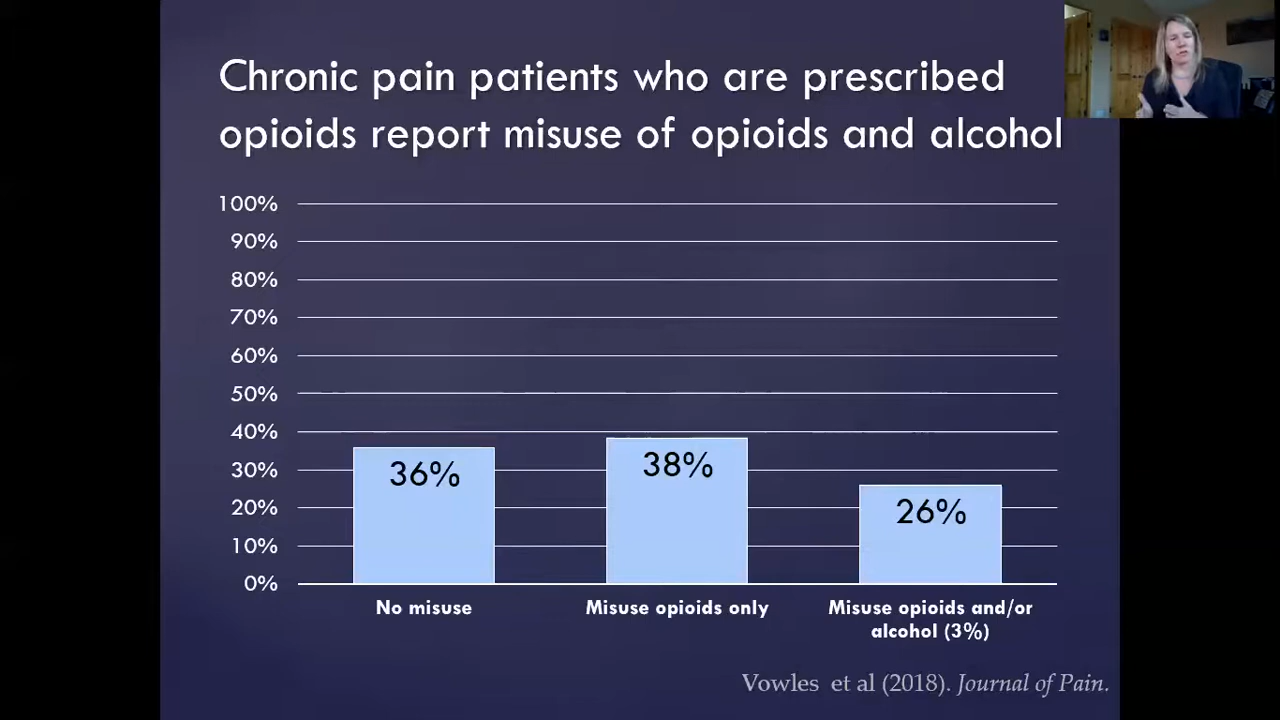 Chronic pain patients who are prescribed
opioids report misuse of opioids and alcohol
100%
90%
80%
70%
60%
50%
40%
30%
20%
10%
0%
36%
38%
26%
No misuse
Misuse opioids only
Misuse opioids and/or
alcohol (3%)
Vowles et al (2018). Journal of Pain.